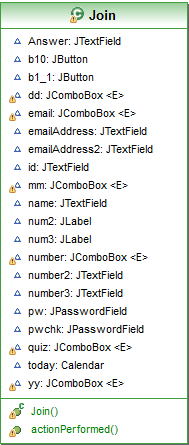 Join
Answer: JTextField
b10: JButton
b1_1: JButton
dd: JComboBox <E>
email: JComboBox <E>
emailAddress: JTextField
emailAddress2: JTextField
id: JTextField
mm: JComboBox <E>
name: JTextField
num2: JLabel
num3: JLabel
number: JComboBox <E>
number2: JTextField
number3: JTextField
pw: JPasswordField
pwchk: JPasswordField
quiz: JComboBox <E>
today: Calendar
yy: JComboBox <E>
Join()
actionPerformed()